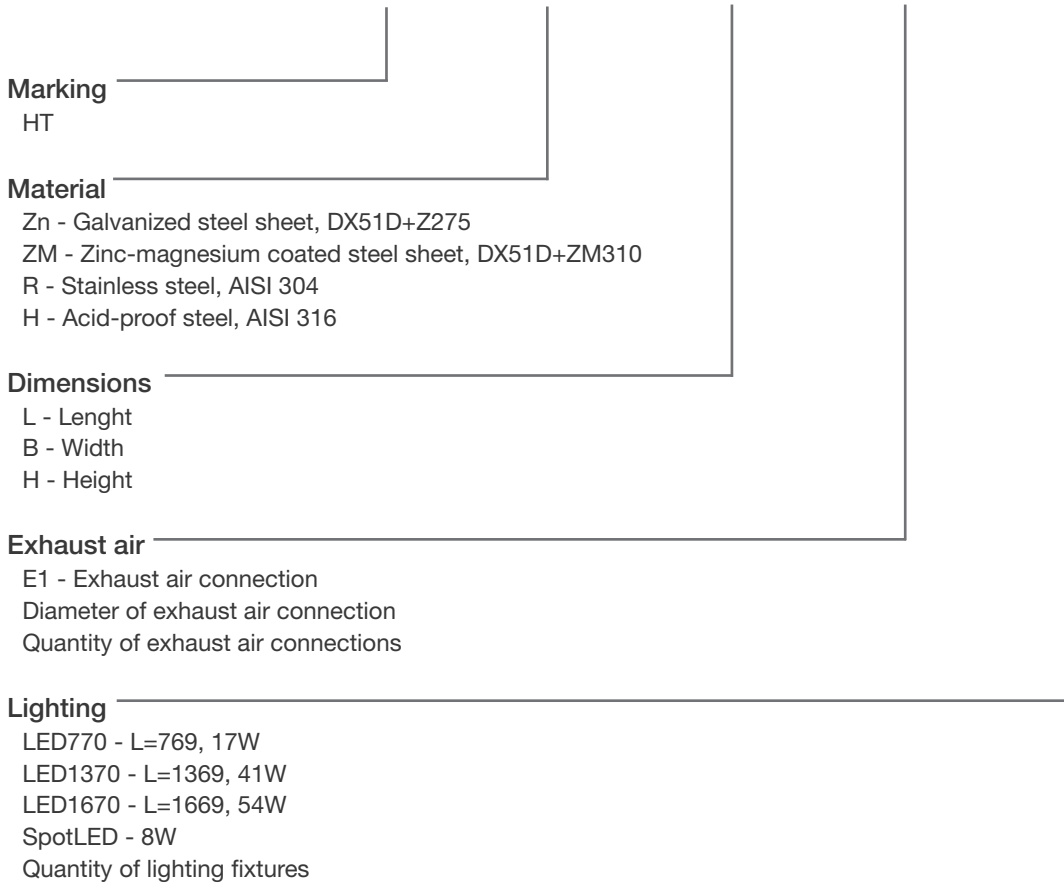 Marking
HT
Material
Zn - Galvanized steel sheet, DX51D+Z275
ZM - Zinc-magnesium coated steel sheet, DX51D+ZM310
R - Stainless steel, AISI 304
H - Acid-proof steel, AISI 316
Dimensions
L - Lenght
B - Width
H - Height
Exhaust air
E1 - Exhaust air connection
Diameter of exhaust air connection
Quantity of exhaust air connections
Lighting
LED770 - L=769, 17W
LED1370 - L=1369, 41W
LED1670 - L=1669, 54W
SpotLED - 8W
Quantity of lighting fixtures